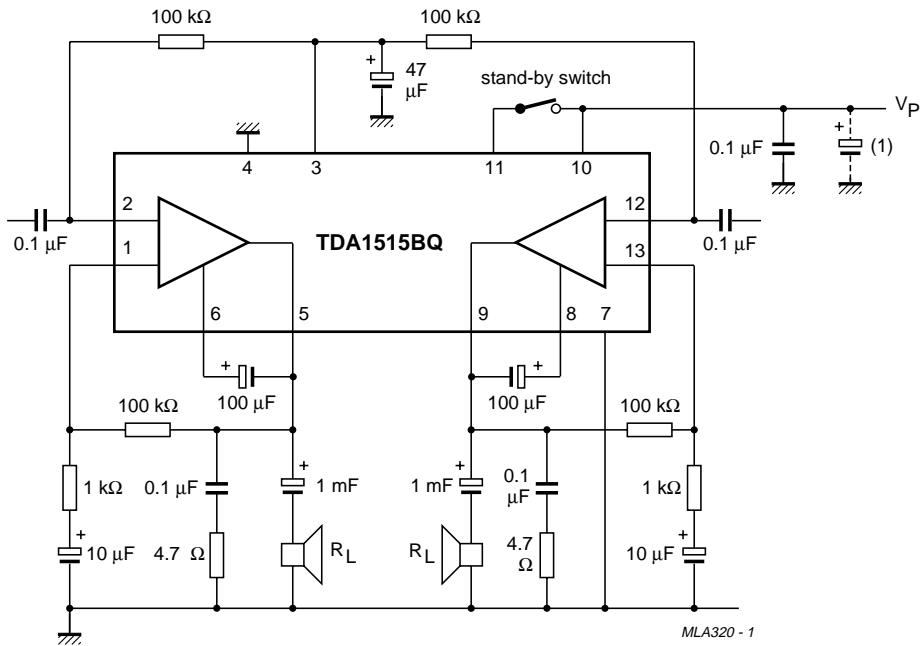 100 kΩ
100 kΩ
+
47
μF
stand-by switch
VP
4
3
11
10
0.1 μF
+
(1)
2
12
0.1 μF
TDA1515BQ
0.1 μF
1
13
6
5
9
8
7
+
+
100 μF
100 μF
100 kΩ
100 kΩ
+
+
1 kΩ
0.1 μF
1 mF
1 mF
0.1
μF
1 kΩ
+
+
10 μF
4.7 Ω
RL
RL
4.7
Ω
10 μF
MLA320 - 1